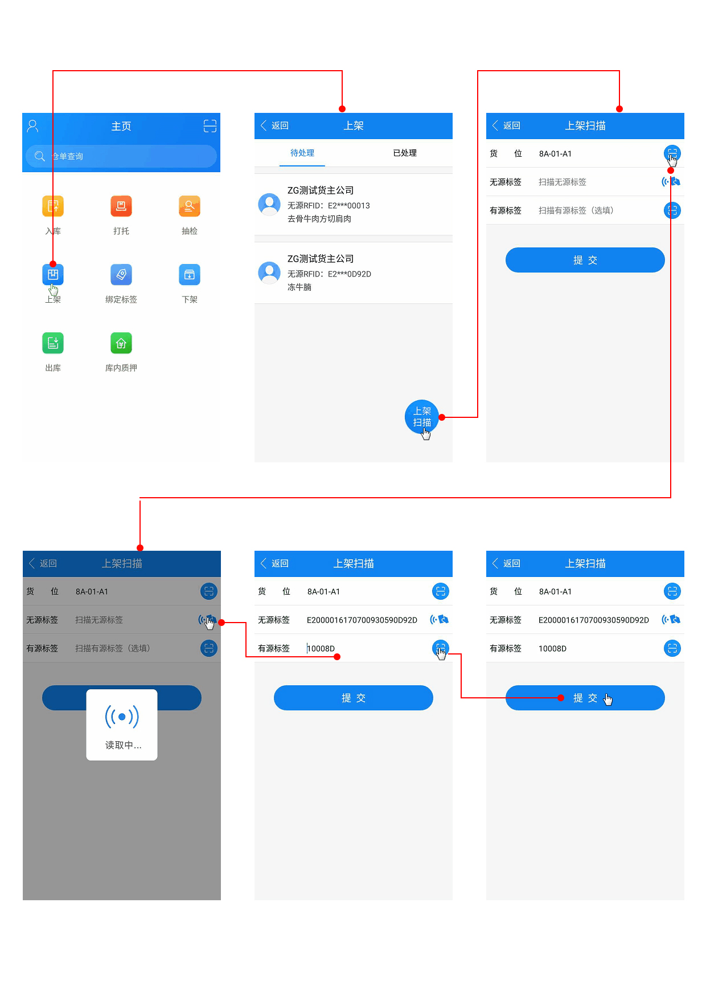 主页
仓单查询
入库
打托
抽检
上架
绑定标签
下架
出库
库内质押
返回
上架
待处理
已处理
ZG测试货主公司
无源RFID：E2***00013
去骨牛肉方切肩肉
ZG测试货主公司
无源RFID：E2***0D92D
冻牛腩
上架
扫描
返回
上架扫描
货 位 8A-01-A1
无源标签 扫描无源标签
有源标签 扫描有源标签（选填）
提 交
返回
上架扫描
货 位 8A-01-A1
无源标签 扫描无源标签
有源标签 扫描有源标签（选填）
读取中...
返回
上架扫描
货 位 8A-01-A1
无源标签 E2000016170700930590D92D
有源标签 10008D
提 交
返回
上架扫描
货 位 8A-01-A1
无源标签 E2000016170700930590D92D
有源标签 10008D
提 交